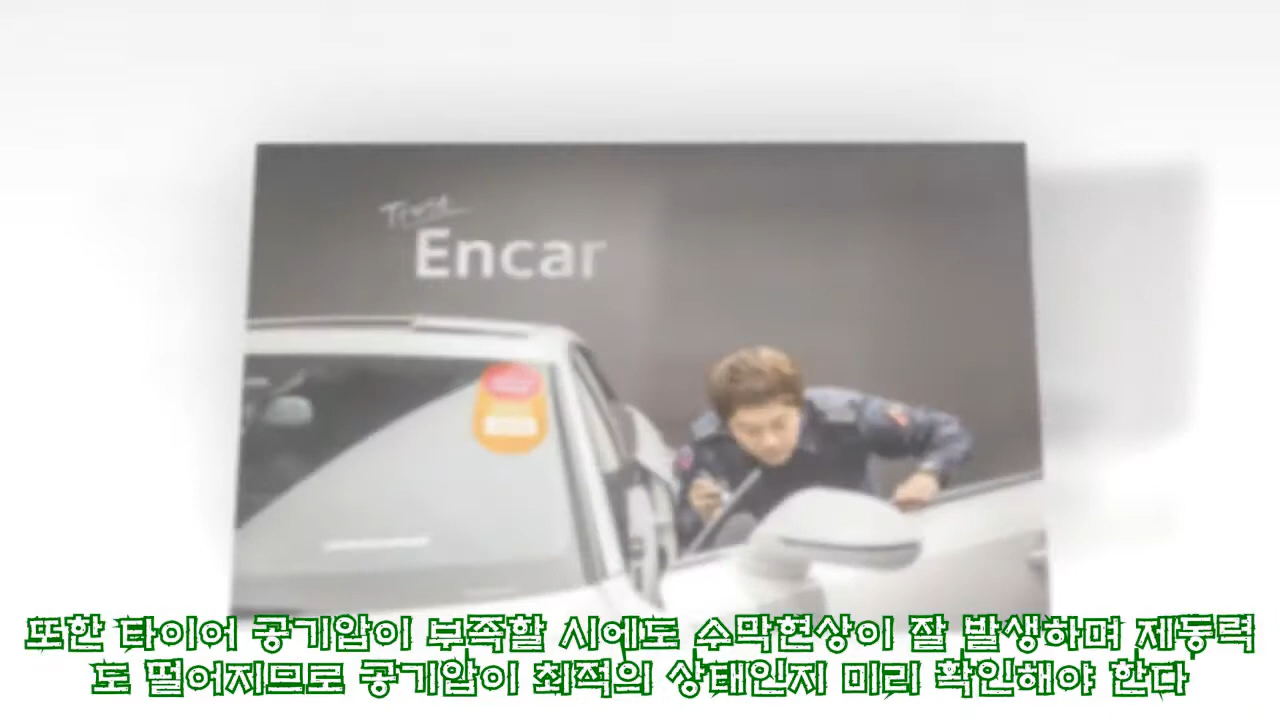 Encar
또한 타이어 공기압이 부족할 시에도 수막현상이 잘 발생하며 제동력
도 떨어지므로 공기압이 최적의 상태인지 미리 확인해야 한다